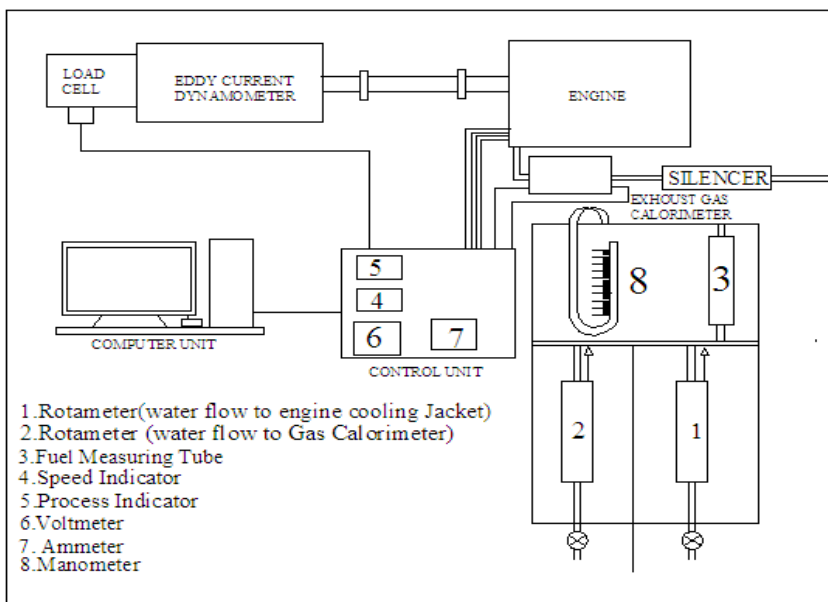 LOAD
CELL
EDDY CURRENT
DYNAMOMETER
ENGINE
SILENCER
EXHOUST GAS
CALORIMETER
5
4
6
7
8
3
COMPUTER UNIT
CONTROL UNIT
2
1
1.Rotameter(water flow to engine cooling Jacket)
2.Rotameter (water flow to Gas Calorimeter)
3.Fuel Measuring Tube
4.Speed Indicator
5.Process Indicator
6.Voltmeter
7. Ammeter
8.Manometer